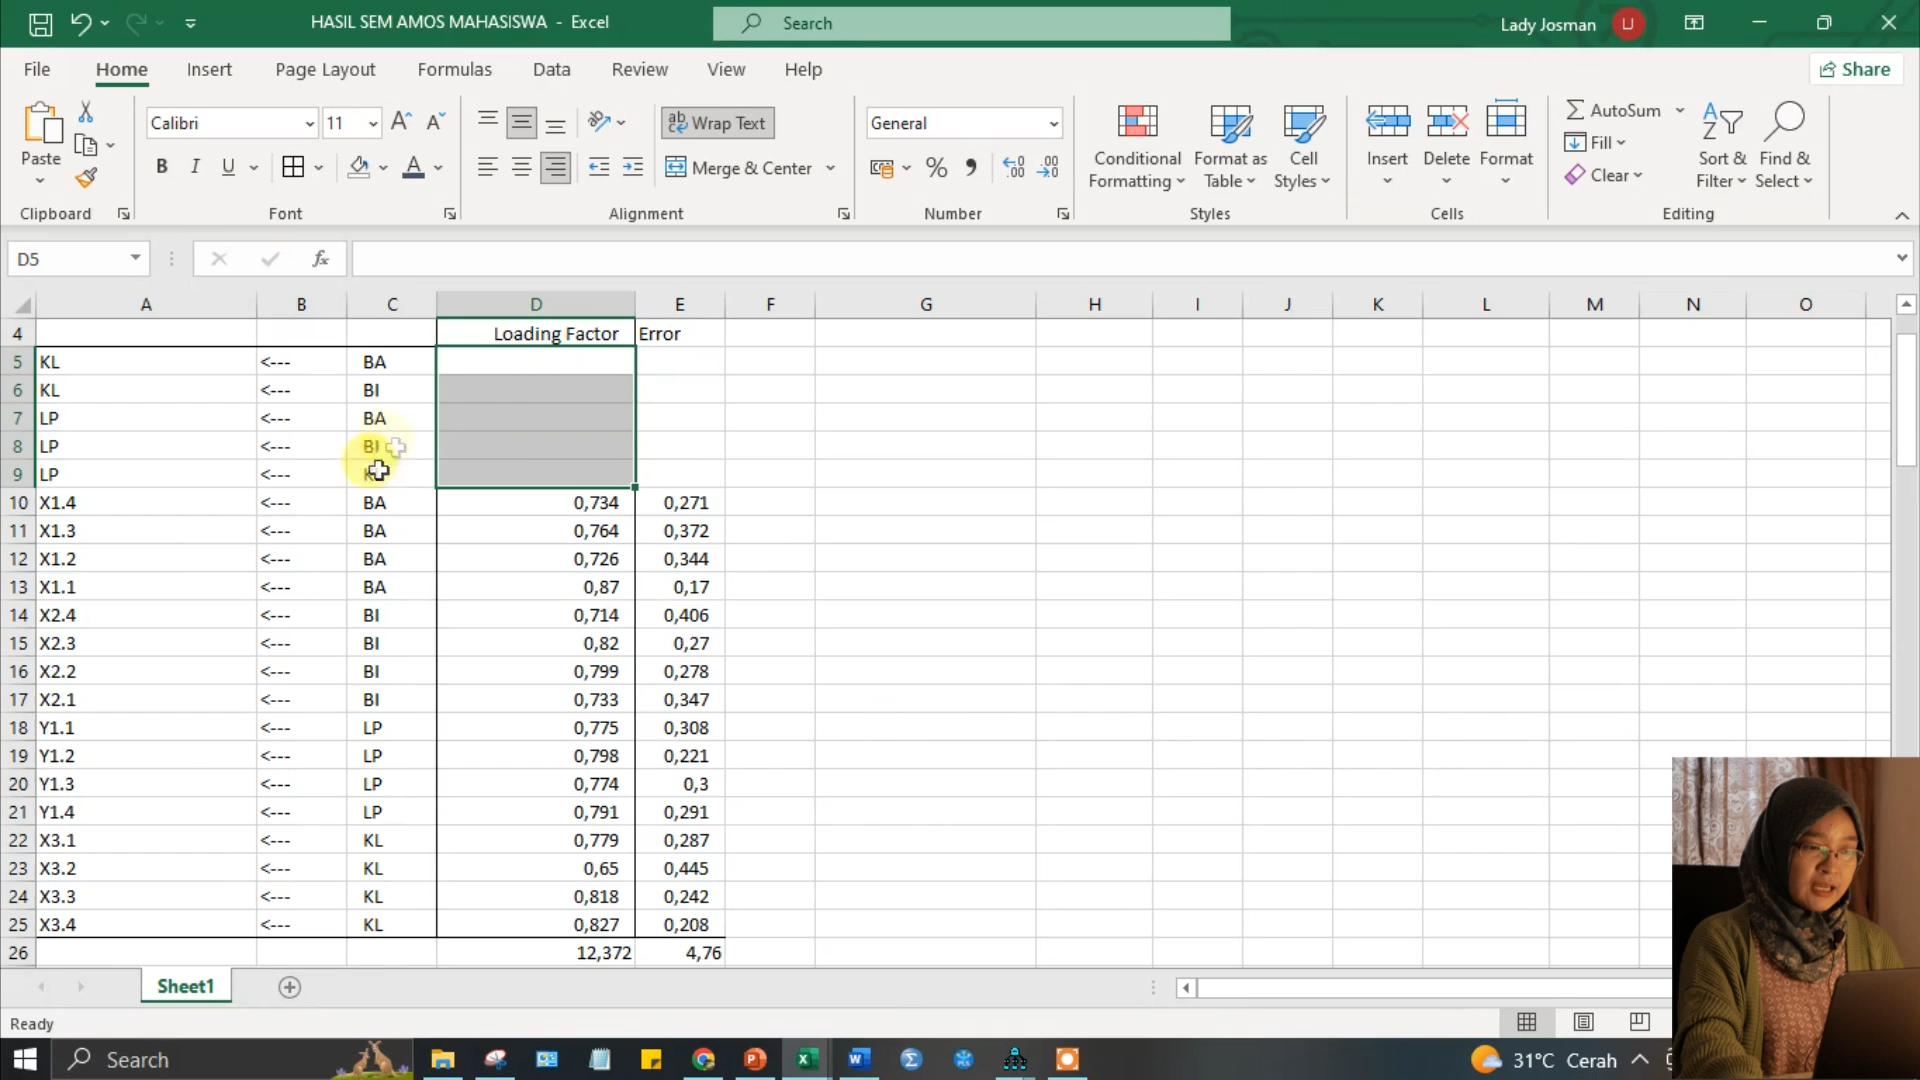 HASIL SEM AMOS MAHASISWA - Excel
Search
Lady Josman
LJ
File Home Insert Page Layout Formulas Data Review View Help
Share
Paste
Clipboard
Calibri 11
B I U
Font
Wrap Text
Merge & Center
Alignment
General
Number
Conditional Formatting
Format as Table
Cell Styles
Styles
Insert
Delete
Format
Cells
AutoSum
Fill
Clear
Sort & Filter
Find & Select
Editing
D5
fx
A B C D E F G H I J K L M N O
4 Loading Factor Error
5 KL <--- BA
6 KL <--- BI
7 LP <--- BA
8 LP <--- BI
9 LP <---
10 X1.4 <--- BA 0,734 0,271
11 X1.3 <--- BA 0,764 0,372
12 X1.2 <--- BA 0,726 0,344
13 X1.1 <--- BA 0,87 0,17
14 X2.4 <--- BI 0,714 0,406
15 X2.3 <--- BI 0,82 0,27
16 X2.2 <--- BI 0,799 0,278
17 X2.1 <--- BI 0,733 0,347
18 Y1.1 <--- LP 0,775 0,308
19 Y1.2 <--- LP 0,798 0,221
20 Y1.3 <--- LP 0,774 0,3
21 Y1.4 <--- LP 0,791 0,291
22 X3.1 <--- KL 0,779 0,287
23 X3.2 <--- KL 0,65 0,445
24 X3.3 <--- KL 0,818 0,242
25 X3.4 <--- KL 0,827 0,208
26 12,372 4,76
Sheet1
Ready
Search
31°C Cerah